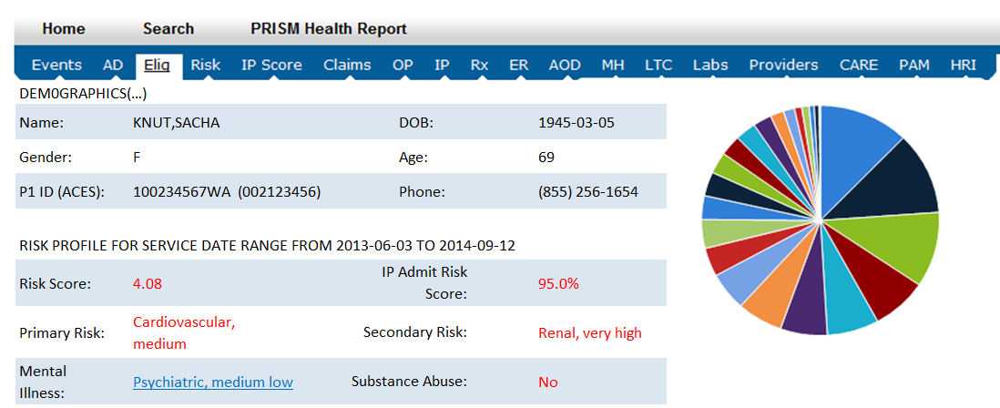 Home Search PRISM Health Report
Events AD Elig Risk IP Score Claims OP IP Rx ER AOD MH LTC Labs Providers CARE PAM HRI
DEM0GRAPHICS(…)
Name: KNUT,SACHA DOB: 1945-03-05
Gender: F Age: 69
P1 ID (ACES): 100234567WA (002123456) Phone: (855) 256-1654
RISK PROFILE FOR SERVICE DATE RANGE FROM 2013-06-03 TO 2014-09-12
Risk Score: 4.08 IP Admit Risk Score: 95.0%
Primary Risk: Cardiovascular, medium Secondary Risk: Renal, very high
Mental Illness: Psychiatric, medium low Substance Abuse: No